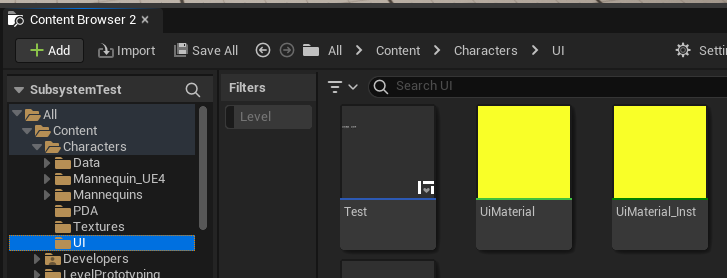 Content Browser 2 ×
+ Add Import Save All All > Content > Characters > UI Settin
SubsystemTest
Filters
Search UI
All
Level
Content
Characters
Data
Mannequin_UE4
Mannequins
PDA
Textures
UI
Developers
LevelPrototyping
Test
UiMaterial
UiMaterial_Inst